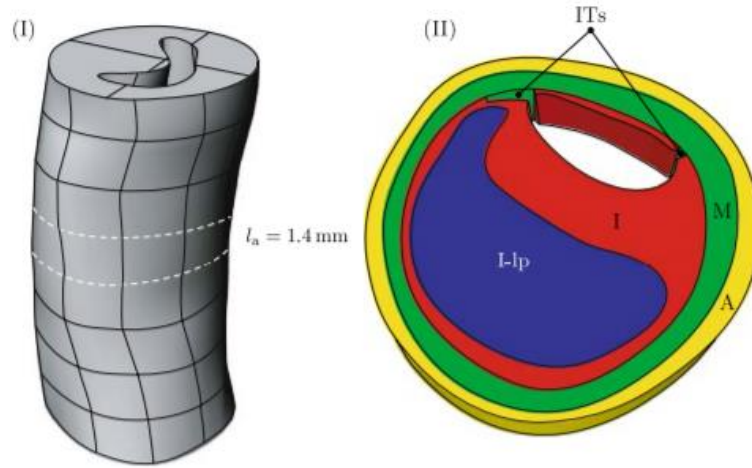 (I)
(II)
ITs
l_a = 1.4 mm
M
I
I-lp
A